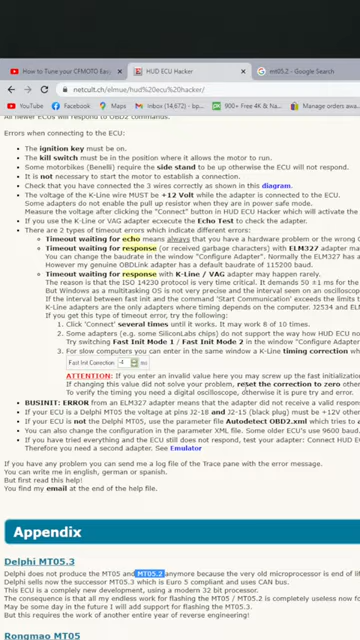 How to Tune your CFMOTO Eas
HUD ECU Hacker
mt05.2 - Google Search
netcult.ch/elmue/hud%20ecu%20hacker/
YouTube
Facebook
Maps
Inbox (14,672) - bp...
900+ Free 4K & Na...
Manage orders awa...
All newer ECUs will respond to OBD2 commands.
Errors when connecting to the ECU:
The ignition key must be on.
The kill switch must be in the position where it allows the motor to run.
Some motorbikes (Benelli) require the side stand to be up otherwise the ECU will not respond.
It is not necessary to start the motor to establish a connection.
Check that you have connected the 3 wires correctly as shown in this diagram.
The voltage of the K-Line wire MUST be +12 Volt while the adapter is connected to the ECU.
Some adapters do not enable the pull up resistor when they are in power safe mode.
Measure the voltage after clicking the "Connect" button in HUD ECU Hacker which will activate the
If you use the K-Line or VAG adapter execute the Echo Test to check the adapter.
There are 2 types of timeout errors which indicate different errors:
Timeout waiting for echo means always that you have a hardware problem or the wrong C
Timeout waiting for response (or received garbage characters) with ELM327 adapter ma
You can change the baudrate in the window "Configure Adapter". Normally the ELM327 has a
However my genuine OBDLink adapter has a default baudrate of 115200 baud.
Timeout waiting for response with K-Line / VAG adapter may happen rarely.
The reason is that the ISO 14230 protocol is very time critical. It demands 50 ±1 ms for the
But Windows as a multitasking OS is not very precise and the interval seen on an oscilloscop
If the interval between fast init and the command 'Start Communication' exceeds the limits t
K-Line adapters are the only adapters where timing depends on the computer. J2534 and ELM
If you get this type of timeout error, try the following:
1. Click 'Connect' several times until it works. It may work 8 of 10 times.
2. Some adapters (e.g. some SiliconLabs chips) do not support the way how HUD ECU no
Try switching Fast Init Mode 1 / Fast Init Mode 2 in the window "Configure Adapt
3. For slow computers you can enter in the same window a K-Line timing correction wh
Fast Init Correction -4
ATTENTION: If you enter an invalid value here you may screw up the fast initializatio
If changing this value did not solve your problem, reset the correction to zero other
To verify the timing you need a digital oscilloscope, otherwise it is pure try and error.
BUSINIT: ERROR from an ELM327 adapter means that the adapter did not receive a valid respon
If your ECU is a Delphi MT05 the voltage at pins J2-18 and J2-15 (black plug) must be +12V othe
If your ECU is not the Delphi MT05, use the parameter file Autodetect OBD2.xml which tries to a
You can also change the configuration in the parameter XML file. Some older ECU's use 9600 baud.
If you have tried everything and the ECU still does not respond, test your adapter: Connect HUD EC
Therefore you need a second adapter. See Emulator
If you have any problem you can send me a log file of the Trace pane with the error message.
You can write me in english, german or spanish.
But first read this help!
You find my email at the end of the help file.
Appendix
Delphi MT05.3
Delphi does not produce the MT05 and MT05.2 anymore because the very old microprocessor is end of li
Delphi sells now the successor MT05.3 which is Euro 5 compliant and uses CAN bus.
This ECU is a compley new development, using a modern 32 bit processor.
The consequence is that all my endless work for flashing the MT05 / MT05.2 is completely useless now fo
May be some day in the future I will add support for flashing the MT05.3.
But this requires the work of another entire year of reverse engineering!
Rongmao MT05